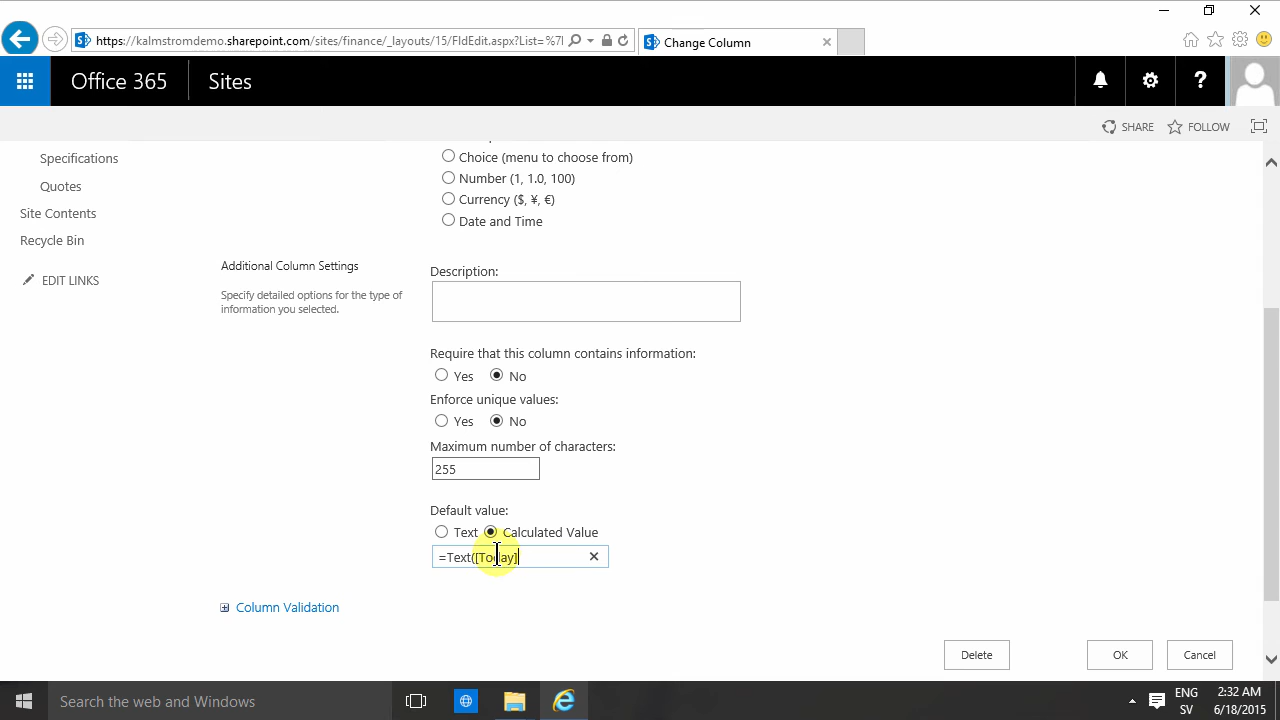 https://kalmstromdemo.sharepoint.com/sites/finance/_layouts/15/FldEdit.aspx?List=%7l
Change Column
Office 365
Sites
SHARE
FOLLOW
Specifications
Quotes
Site Contents
Recycle Bin
EDIT LINKS
Choice (menu to choose from)
Number (1, 1.0, 100)
Currency ($, ¥, €)
Date and Time
Additional Column Settings
Specify detailed options for the type of
information you selected.
Description:
Require that this column contains information:
Yes No
Enforce unique values:
Yes No
Maximum number of characters:
255
Default value:
Text Calculated Value
=Text([Today]
Column Validation
Delete
OK
Cancel
Search the web and Windows
ENG
SV
2:32 AM
6/18/2015